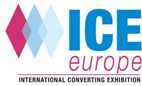 ICE
europe
INTERNATIONAL CONVERTING EXHIBITION